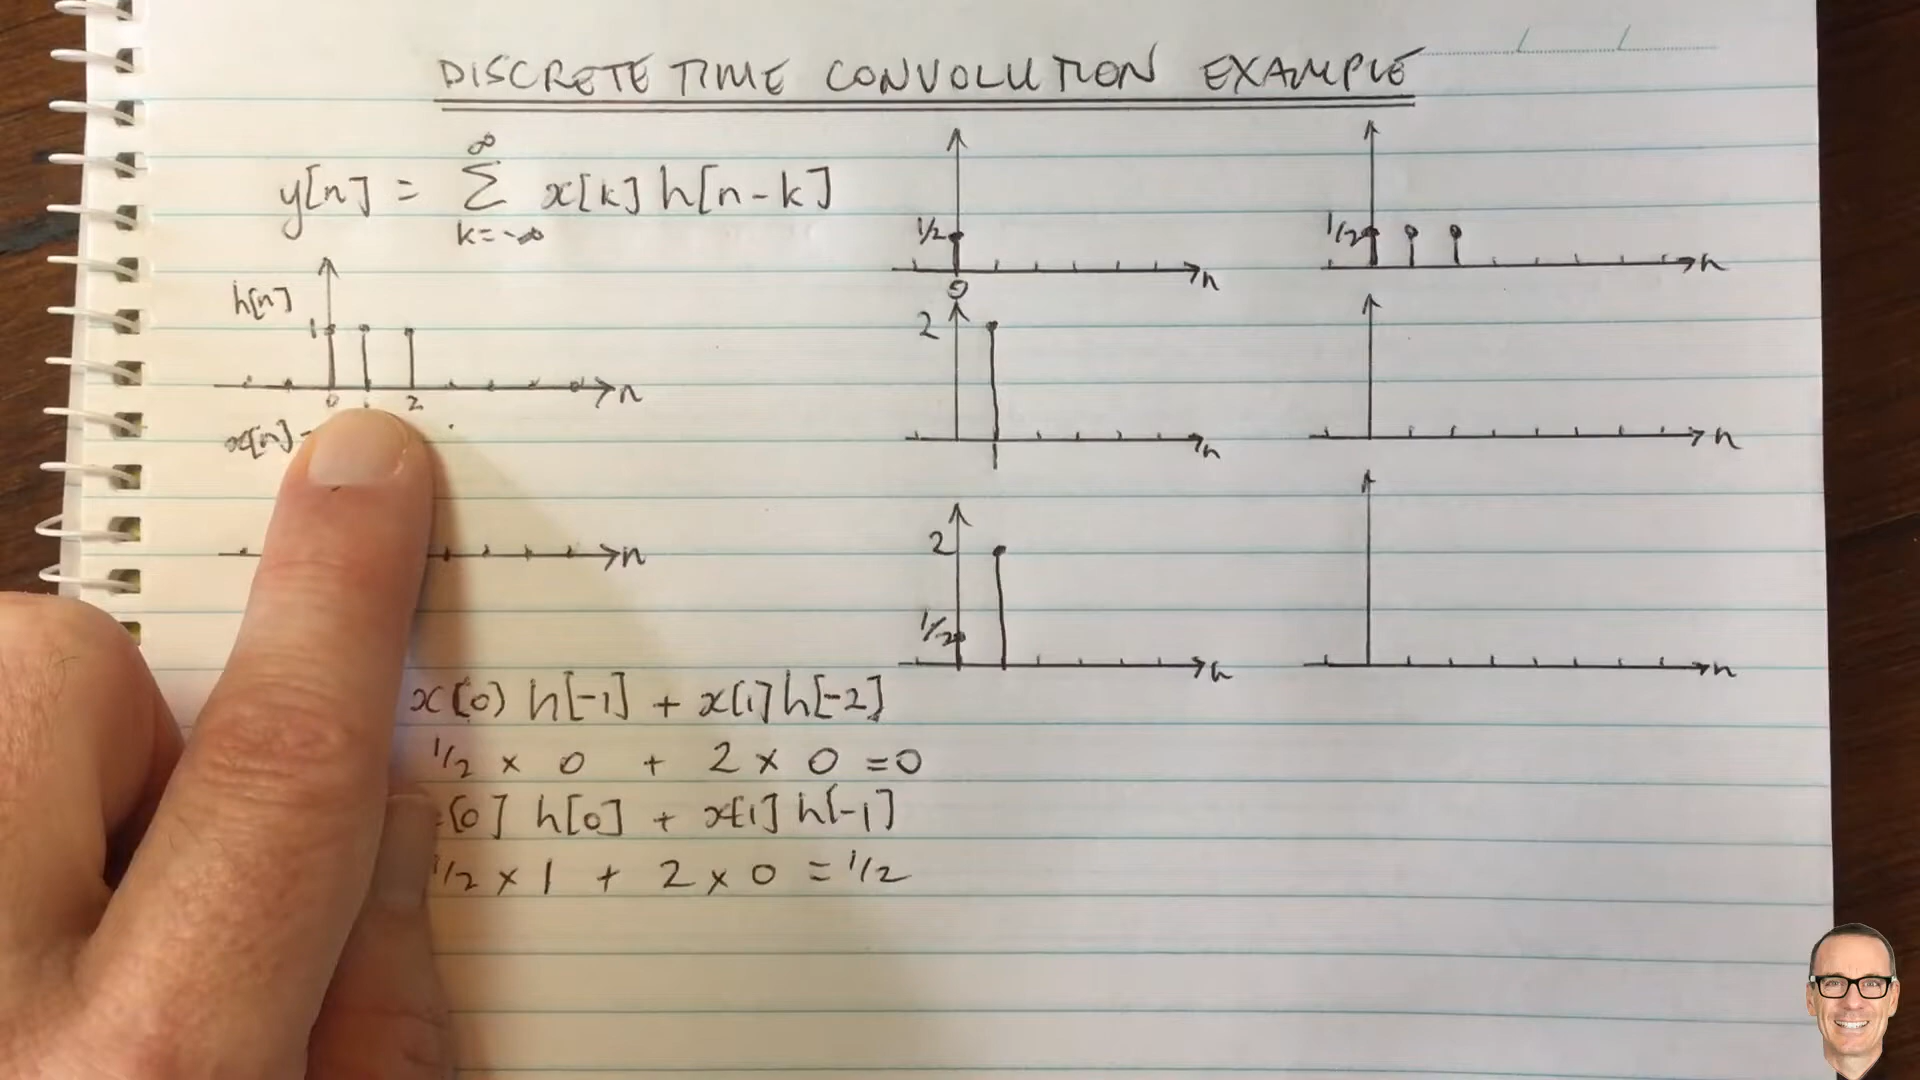 DISCRETE TIME CONVOLUTION EXAMPLE
y[n] = ∞ Σ k=-∞ x[k] h[n-k]
h[n]
1
0 1 2
n
x[n]
n
x[0] h[-1] + x[1] h[-2]
1/2 × 0 + 2 × 0 = 0
[0] h[0] + x[1] h[-1]
1/2 × 1 + 2 × 0 = 1/2
1/2
0
n
2
n
2
1/2
n
1/2
n
n
n